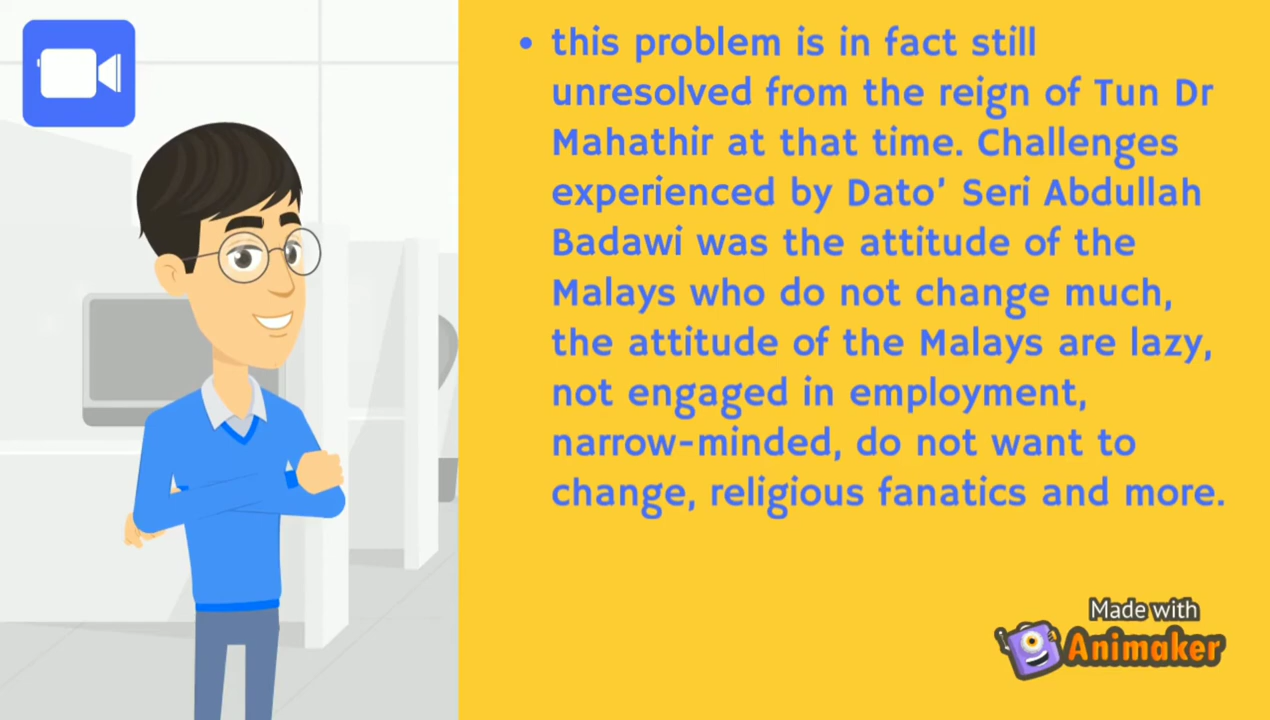 • this problem is in fact still
unresolved from the reign of Tun Dr
Mahathir at that time. Challenges
experienced by Dato' Seri Abdullah
Badawi was the attitude of the
Malays who do not change much,
the attitude of the Malays are lazy,
not engaged in employment,
narrow-minded, do not want to
change, religious fanatics and more.
Made with
Animaker